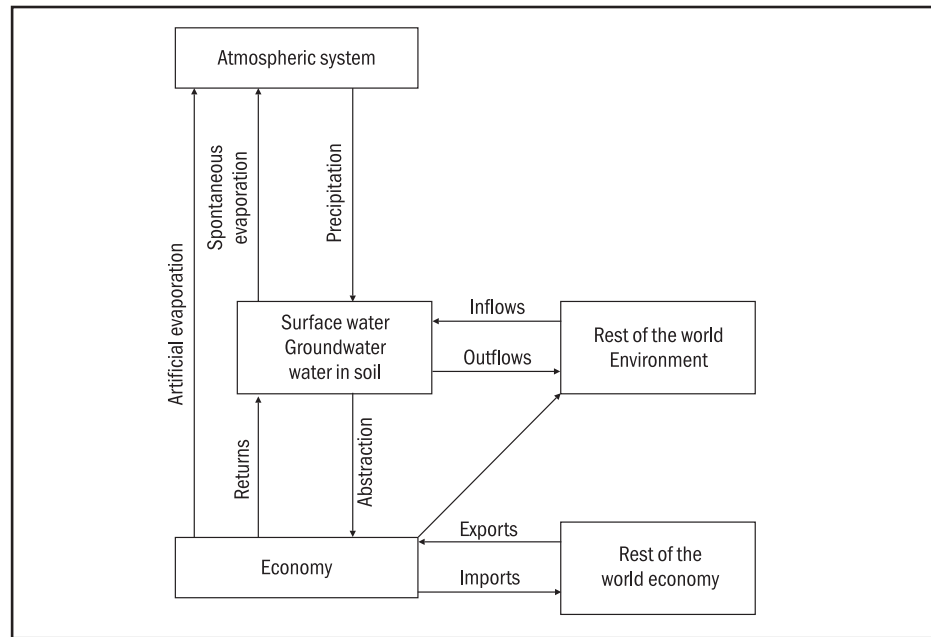 Atmospheric system
Artificial evaporation
Spontaneous
evaporation
Precipitation
Surface water
Groundwater
water in soil
Inflows
Outflows
Rest of the world
Environment
Returns
Abstraction
Economy
Exports
Imports
Rest of the
world economy